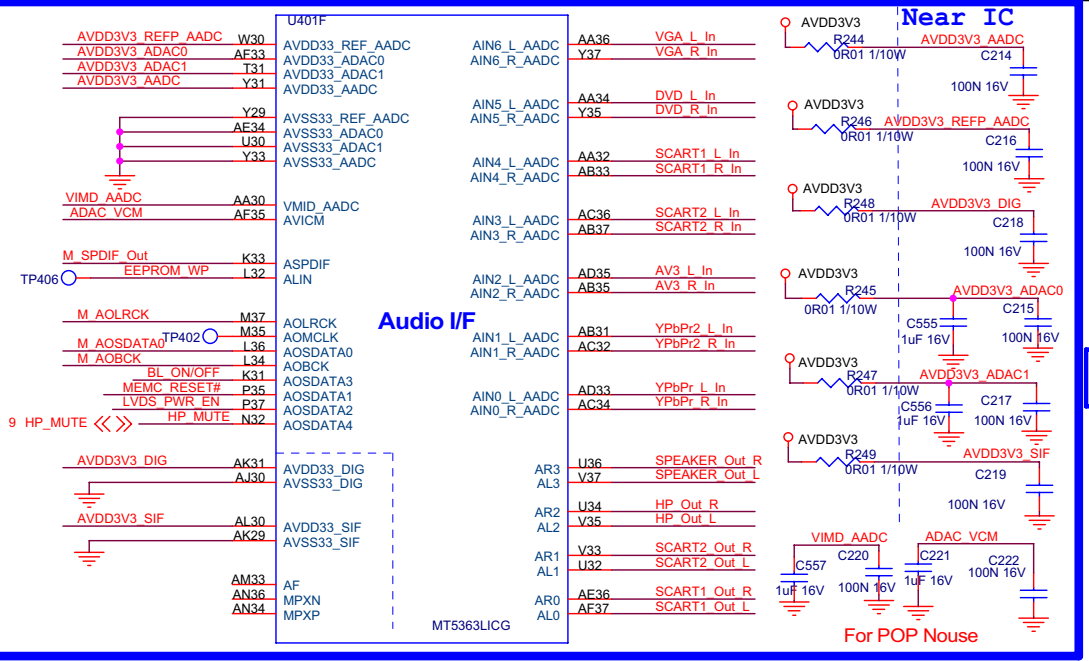 U401F
Near IC
AVDD3V3_REFP_AADC W30 AVDD33_REF_AADC
AVDD3V3_ADAC0 AF33 AVDD33_ADAC0
AVDD3V3_ADAC1 T31 AVDD33_ADAC1
AVDD3V3_AADC Y31 AVDD33_AADC
Y29 AVSS33_REF_AADC
AE34 AVSS33_ADAC0
U30 AVSS33_ADAC1
Y33 AVSS33_AADC
VIMD_AADC AA30 VMID_AADC
ADAC_VCM AF35 AVICM
M_SPDIF_Out K33 ASPDIF
TP406 EEPROM_WP L32 ALIN
M_AOLRCK M37 AOLRCK
TP402 M35 AOMCLK
M_AOSDATA0 L36 AOSDATA0
M_AOBCK L34 AOBCK
BL_ON/OFF K31 AOSDATA3
MEMC_RESET# P35 AOSDATA1
LVDS_PWR_EN P37 AOSDATA2
9 HP_MUTE HP_MUTE N32 AOSDATA4
AVDD3V3_DIG AK31 AVDD33_DIG
AJ30 AVSS33_DIG
AVDD3V3_SIF AL30 AVDD33_SIF
AK29 AVSS33_SIF
AM33 AF
AN36 MPXN
AN34 MPXP
Audio I/F
MT5363LICG
AIN6_L_AADC AA36 VGA_L_In
AIN6_R_AADC Y37 VGA_R_In
AIN5_L_AADC AA34 DVD_L_In
AIN5_R_AADC Y35 DVD_R_In
AIN4_L_AADC AA32 SCART1_L_In
AIN4_R_AADC AB33 SCART1_R_In
AIN3_L_AADC AC36 SCART2_L_In
AIN3_R_AADC AB37 SCART2_R_In
AIN2_L_AADC AD35 AV3_L_In
AIN2_R_AADC AB35 AV3_R_In
AIN1_L_AADC AB31 YPbPr2_L_In
AIN1_R_AADC AC32 YPbPr2_R_In
AIN0_L_AADC AD33 YPbPr_L_In
AIN0_R_AADC AC34 YPbPr_R_In
AR3 U36 SPEAKER_Out_R
AL3 V37 SPEAKER_Out_L
AR2 U34 HP_Out_R
AL2 V35 HP_Out_L
AR1 V33 SCART2_Out_R
AL1 U32 SCART2_Out_L
AR0 AE36 SCART1_Out_R
AL0 AF37 SCART1_Out_L
AVDD3V3
R244 AVDD3V3_AADC
0R01 1/10W C214
100N 16V
AVDD3V3
R246 AVDD3V3_REFP_AADC
0R01 1/10W C216
100N 16V
AVDD3V3
R248 AVDD3V3_DIG
0R01 1/10W C218
100N 16V
AVDD3V3
R245 AVDD3V3_ADAC0
0R01 1/10W C215
C555
1uF 16V 100N 16V
AVDD3V3
R247 AVDD3V3_ADAC1
0R01 1/10W C217
C556
1uF 16V 100N 16V
AVDD3V3
R249 AVDD3V3_SIF
0R01 1/10W C219
100N 16V
VIMD_AADC ADAC_VCM
C557 C220 C221 C222
1uF 16V 100N 16V 1uF 16V 100N 16V
For POP Nouse